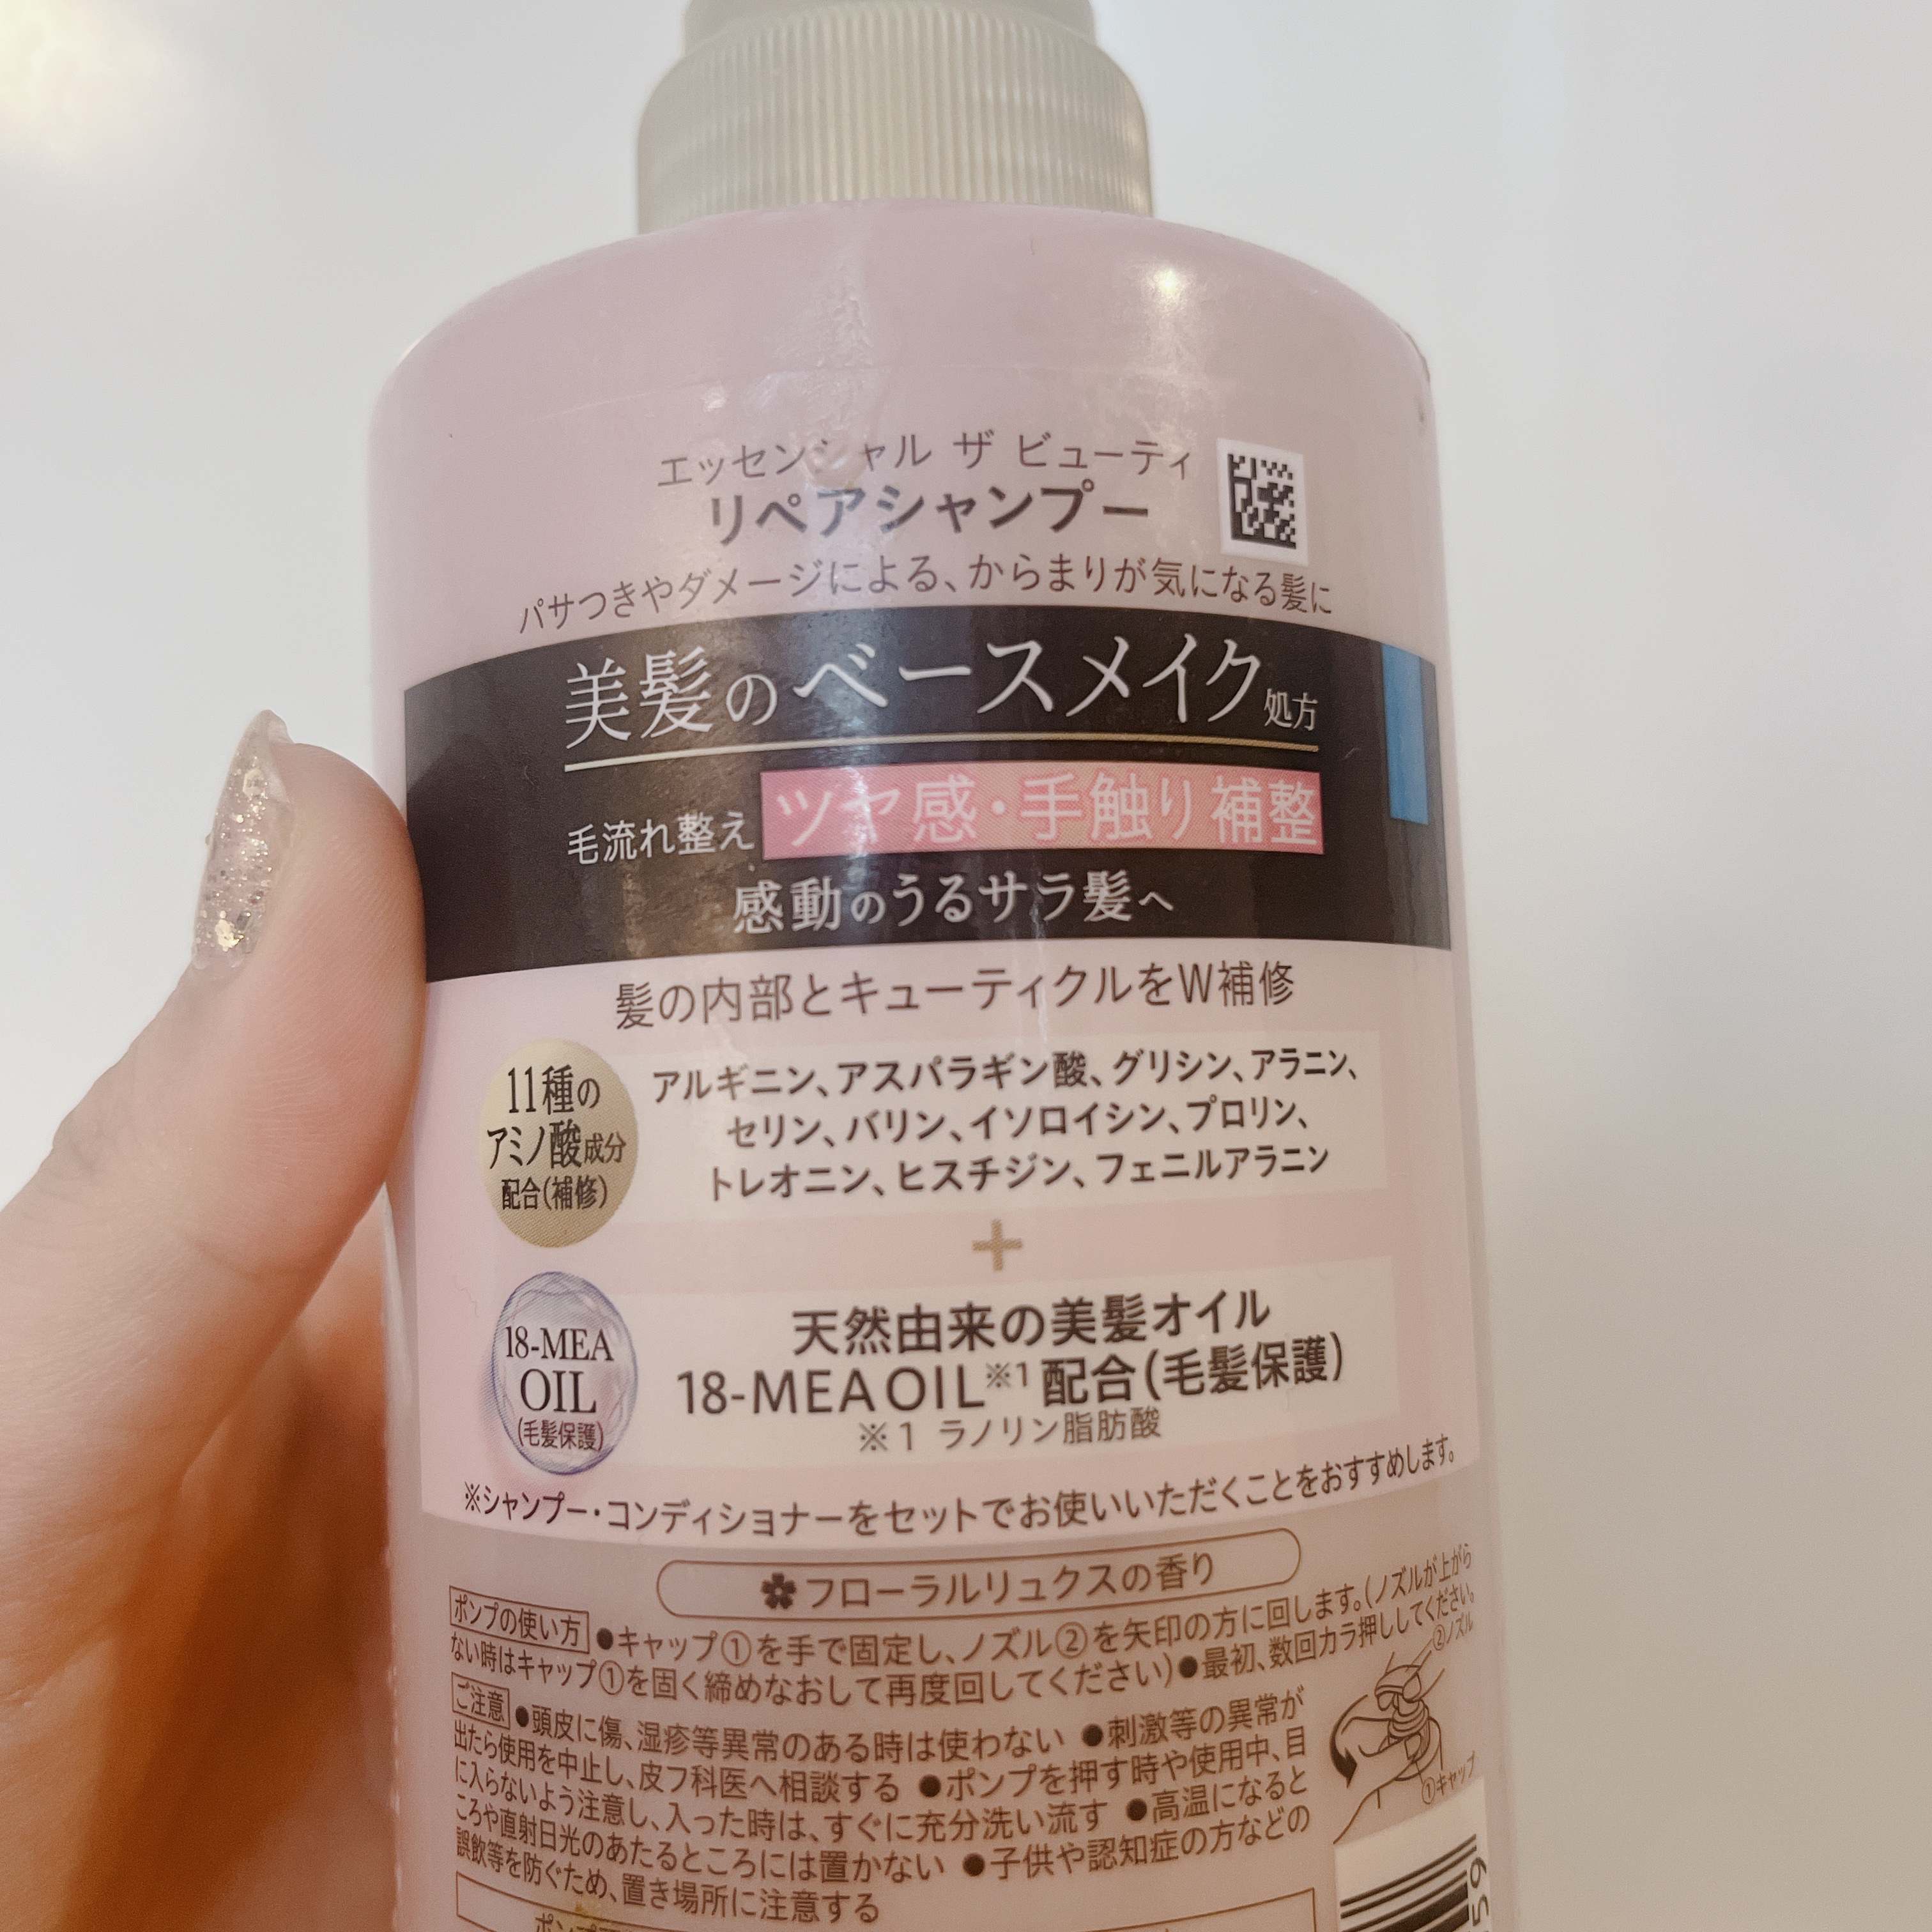 エッセンシャル ザ ビューティ
リペアシャンプー
パサつきやダメージによる、からまりが気になる髪に
美髪のベースメイク処方
毛流れ整え ツヤ感・手触り補整
感動のうるサラ髪へ
髪の内部とキューティクルをW補修
11種の
アミノ酸成分
配合(補修)
アルギニン、アスパラギン酸、グリシン、アラニン、
セリン、バリン、イソロイシン、プロリン、
トレオニン、ヒスチジン、フェニルアラニン
+
18-MEA
OIL
(毛髪保護)
天然由来の美髪オイル
18-MEA OIL※1 配合(毛髪保護)
※1 ラノリン脂肪酸
※シャンプー・コンディショナーをセットでお使いいただくことをおすすめします。
フローラルリュクスの香り
ポンプの使い方 ●キャップ①を手で固定し、ノズル②を矢印の方に回します。(ノズルが上がら
ない時はキャップ①を固く締めなおして再度回してください)●最初、数回カラ押ししてください。
②ノズル
①キャップ
ご注意 ●頭皮に傷、湿疹等異常のある時は使わない ●刺激等の異常が
出たら使用を中止し、皮フ科医へ相談する ●ポンプを押す時や使用中、目
に入らないよう注意し、入った時は、すぐに充分洗い流す ●高温になると
ころや直射日光のあたるところには置かない ●子供や認知症の方などの
誤飲等を防ぐため、置き場所に注意する